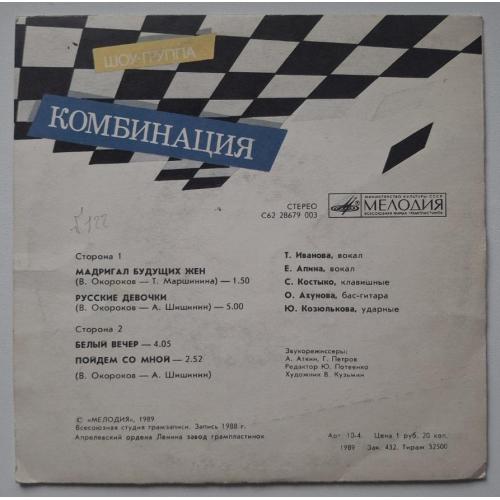 ШОУ-ГРУППА
КОМБИНАЦИЯ
СТЕРЕО
С62 28679 003
МИНИСТЕРСТВО КУЛЬТУРЫ СССР
МЕЛОДИЯ
ВСЕСОЮЗНАЯ ФИРМА ГРАМПЛАСТИНОК
Сторона 1
МАДРИГАЛ БУДУЩИХ ЖЕН
(В. Окороков — Т. Маршинина) — 1.50
РУССКИЕ ДЕВОЧКИ
(В. Окороков — А. Шишинин) — 5.00
Сторона 2
БЕЛЫЙ ВЕЧЕР — 4.05
ПОЙДЕМ СО МНОЙ — 2.52
(В. Окороков — А. Шишинин)
Т. Иванова, вокал
Е. Апина, вокал
С. Костыко, клавишные
О. Ахунова, бас-гитара
Ю. Козюлькова, ударные
Звукорежиссеры:
А. Аткин, Г. Петров
Редактор Ю. Потеенко
Художник В. Кузьмин
© «МЕЛОДИЯ», 1989
Всесоюзная студия грамзаписи. Запись 1988 г.
Апрелевский ордена Ленина завод грампластинок
Арт. 10-4. Цена 1 руб. 20 коп.
1989 Зак. 432. Тираж 52500